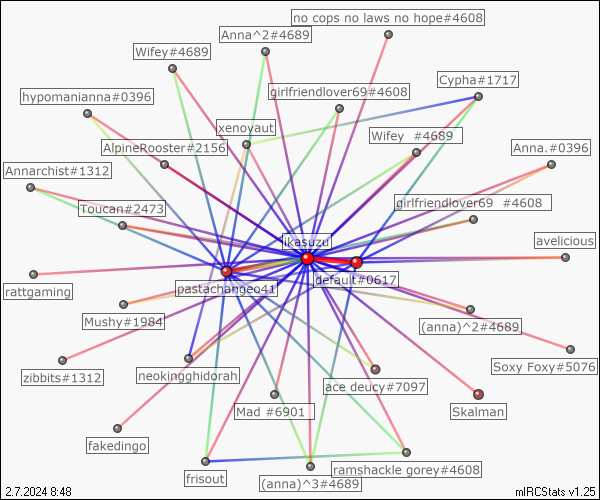 no cops no laws no hope#4608
Anna^2#4689
Wifey#4689
Cypha#1717
girlfriendlover69#4608
hypomanianna#0396
xenoyaut
Wifey #4689
AlpineRooster#2156
Anna.#0396
Annarchist#1312
girlfriendlover69 #4608
Toucan#2473
ikasuzu
avelicious
default#0617
pastachangeo41
rattgaming
Mushy#1984
(anna)^2#4689
Soxy Foxy#5076
zibbits#1312
neokingghidorah
ace deucy#7097
Mad #6901
Skalman
fakedingo
ramshackle gorey#4608
frisout
(anna)^3#4689
2.7.2024 8:48
mIRCStats v1.25